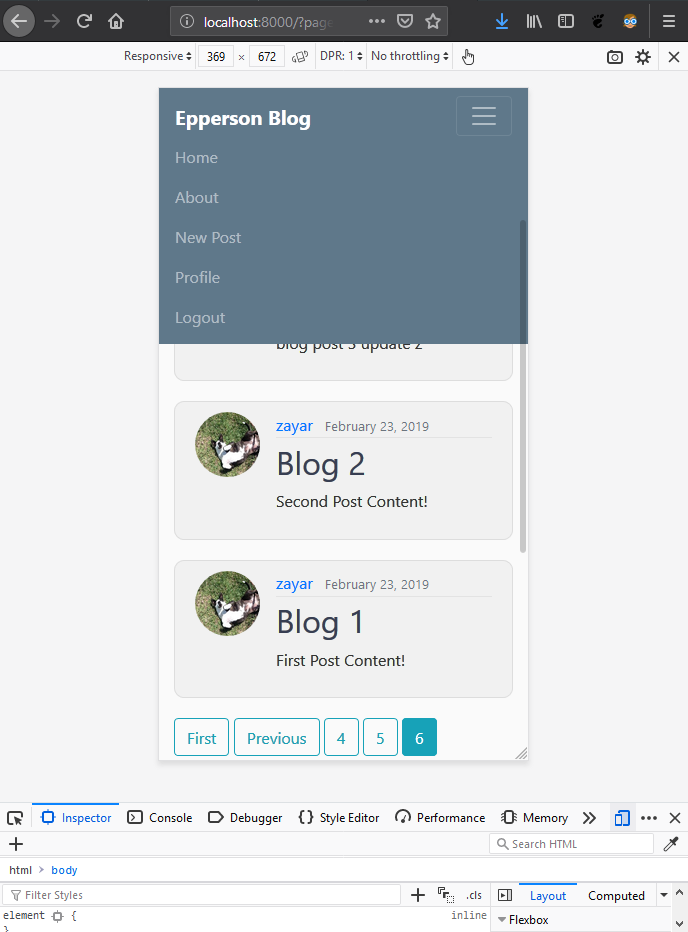 localhost:8000/?page
Responsive 369 × 672 DPR: 1 No throttling
Epperson Blog
Home
About
New Post
Profile
Logout
blog post 3 update 2
zayar February 23, 2019
Blog 2
Second Post Content!
zayar February 23, 2019
Blog 1
First Post Content!
First Previous 4 5 6
Inspector Console Debugger Style Editor Performance Memory
Search HTML
html > body
Filter Styles .cls Layout Computed
element { inline
} Flexbox